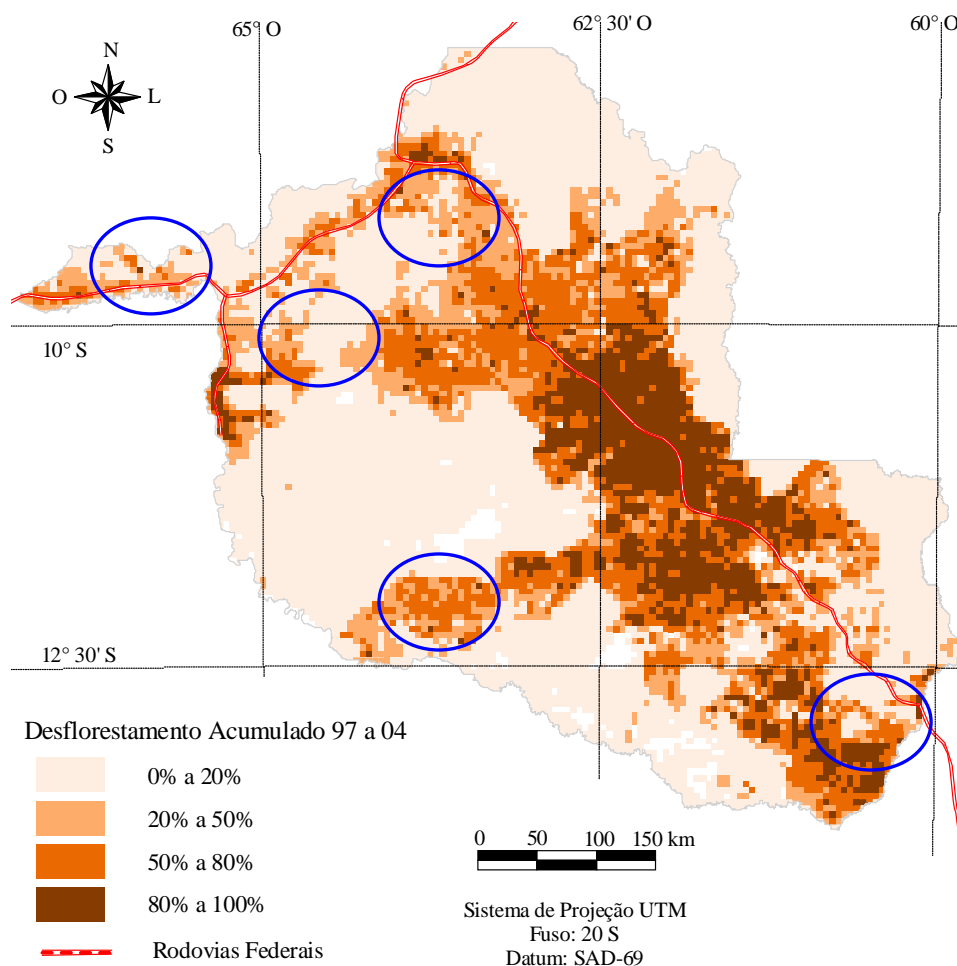 65° O
62° 30' O
60° O
N
O
L
S
10° S
12° 30' S
Desflorestamento Acumulado 97 a 04
0% a 20%
20% a 50%
50% a 80%
80% a 100%
Rodovias Federais
0 50 100 150 km
Sistema de Projeção UTM
Fuso: 20 S
Datum: SAD-69